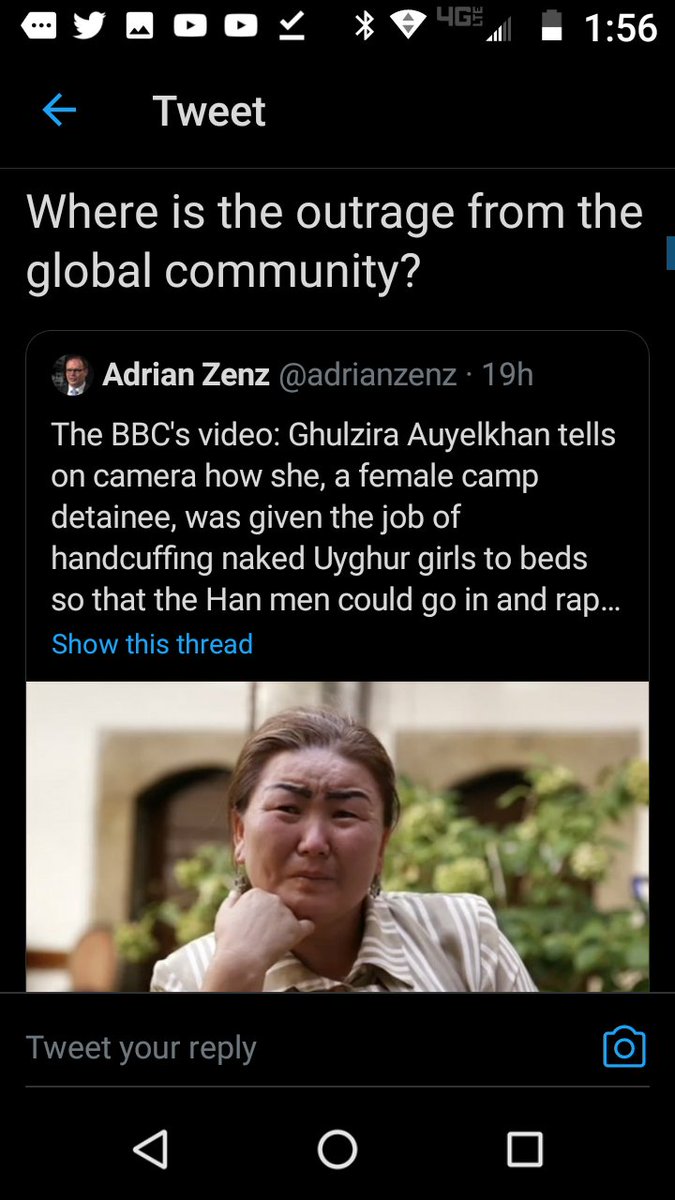 4G LTE 1:56
Tweet
Where is the outrage from the
global community?
Adrian Zenz @adrianzenz · 19h
The BBC's video: Ghulzira Auyelkhan tells
on camera how she, a female camp
detainee, was given the job of
handcuffing naked Uyghur girls to beds
so that the Han men could go in and rap...
Show this thread
Tweet your reply